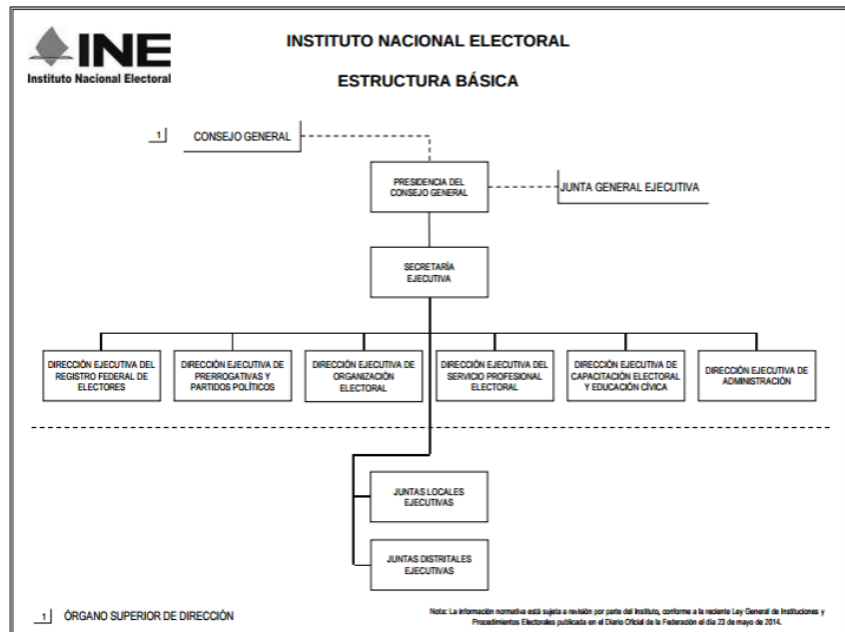 INE
Instituto Nacional Electoral
INSTITUTO NACIONAL ELECTORAL
ESTRUCTURA BÁSICA
1
CONSEJO GENERAL
PRESIDENCIA DEL
CONSEJO GENERAL
JUNTA GENERAL EJECUTIVA
SECRETARÍA
EJECUTIVA
DIRECCIÓN EJECUTIVA DEL
REGISTRO FEDERAL DE
ELECTORES
DIRECCIÓN EJECUTIVA DE
PRERROGATIVAS Y
PARTIDOS POLÍTICOS
DIRECCIÓN EJECUTIVA DE
ORGANIZACIÓN
ELECTORAL
DIRECCIÓN EJECUTIVA DEL
SERVICIO PROFESIONAL
ELECTORAL
DIRECCIÓN EJECUTIVA DE
CAPACITACIÓN ELECTORAL
Y EDUCACIÓN CÍVICA
DIRECCIÓN EJECUTIVA DE
ADMINISTRACIÓN
JUNTAS LOCALES
EJECUTIVAS
JUNTAS DISTRITALES
EJECUTIVAS
1 ÓRGANO SUPERIOR DE DIRECCIÓN
Nota: La información normativa está sujeta a revisión por parte del Instituto, conforme a la reciente Ley General de Instituciones y
Procedimientos Electorales publicada en el Diario Oficial de la Federación el día 23 de mayo de 2014.